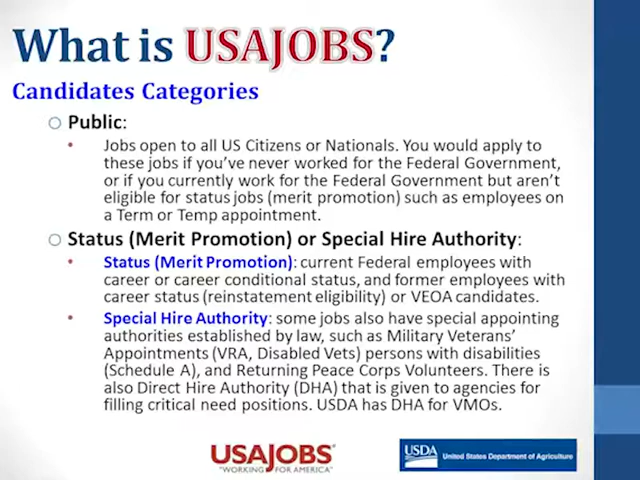 What is USAJOBS?
Candidates Categories
Public:
Jobs open to all US Citizens or Nationals. You would apply to
these jobs if you've never worked for the Federal Government,
or if you currently work for the Federal Government but aren't
eligible for status jobs (merit promotion) such as employees on
a Term or Temp appointment.
Status (Merit Promotion) or Special Hire Authority:
Status (Merit Promotion): current Federal employees with
career or career conditional status, and former employees with
career status (reinstatement eligibility) or VEOA candidates.
Special Hire Authority: some jobs also have special appointing
authorities established by law, such as Military Veterans'
Appointments (VRA, Disabled Vets) persons with disabilities
(Schedule A), and Returning Peace Corps Volunteers. There is
also Direct Hire Authority (DHA) that is given to agencies for
filling critical need positions. USDA has DHA for VMOs.
USAJOBS®
"WORKING FOR AMERICA"
USDA United States Department of Agriculture